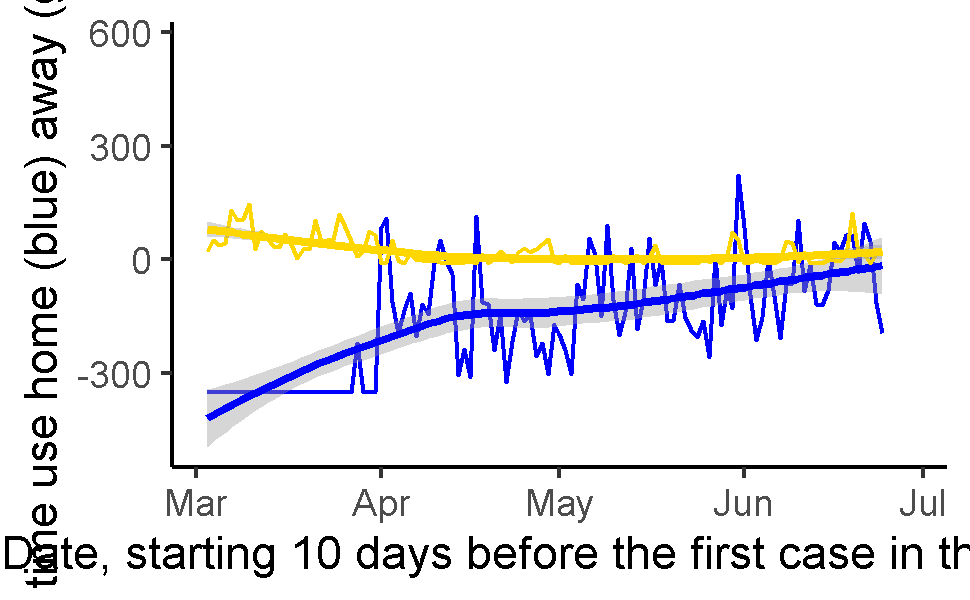 time use home (blue) away (
600
300
0
-300
Mar Apr May Jun Jul
Date, starting 10 days before the first case in th